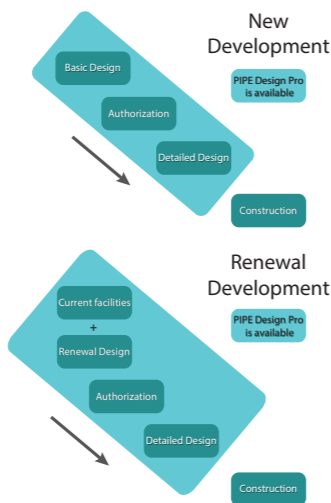 New
Development
Basic Design
PIPE Design Pro
is available
Authorization
Detailed Design
Construction
Renewal
Development
Current facilities
+
PIPE Design Pro
is available
Renewal Design
Authorization
Detailed Design
Construction